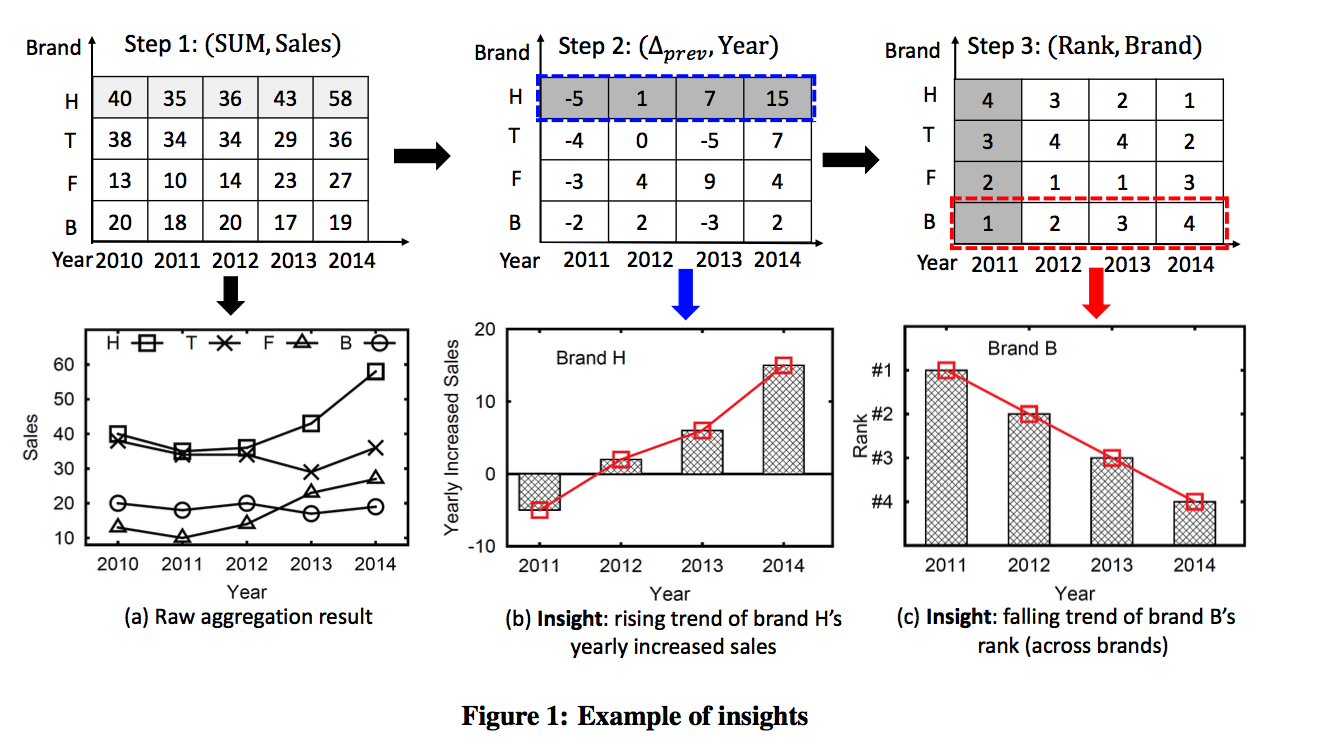 Brand Step 1: (SUM, Sales)
H 40 35 36 43 58
T 38 34 34 29 36
F 13 10 14 23 27
B 20 18 20 17 19
Year 2010 2011 2012 2013 2014
Brand Step 2: (Δprev, Year)
H -5 1 7 15
T -4 0 -5 7
F -3 4 9 4
B -2 2 -3 2
Year 2011 2012 2013 2014
Brand Step 3: (Rank, Brand)
H 4 3 2 1
T 3 4 4 2
F 2 1 1 3
B 1 2 3 4
Year 2011 2012 2013 2014
H T F B
60
50
40
30
20
10
Sales
2010 2011 2012 2013 2014
Year
(a) Raw aggregation result
Brand H
20
10
0
-10
Yearly Increased Sales
2011 2012 2013 2014
Year
(b) Insight: rising trend of brand H’s
yearly increased sales
Brand B
#1
#2
#3
#4
Rank
2011 2012 2013 2014
Year
(c) Insight: falling trend of brand B’s
rank (across brands)
Figure 1: Example of insights